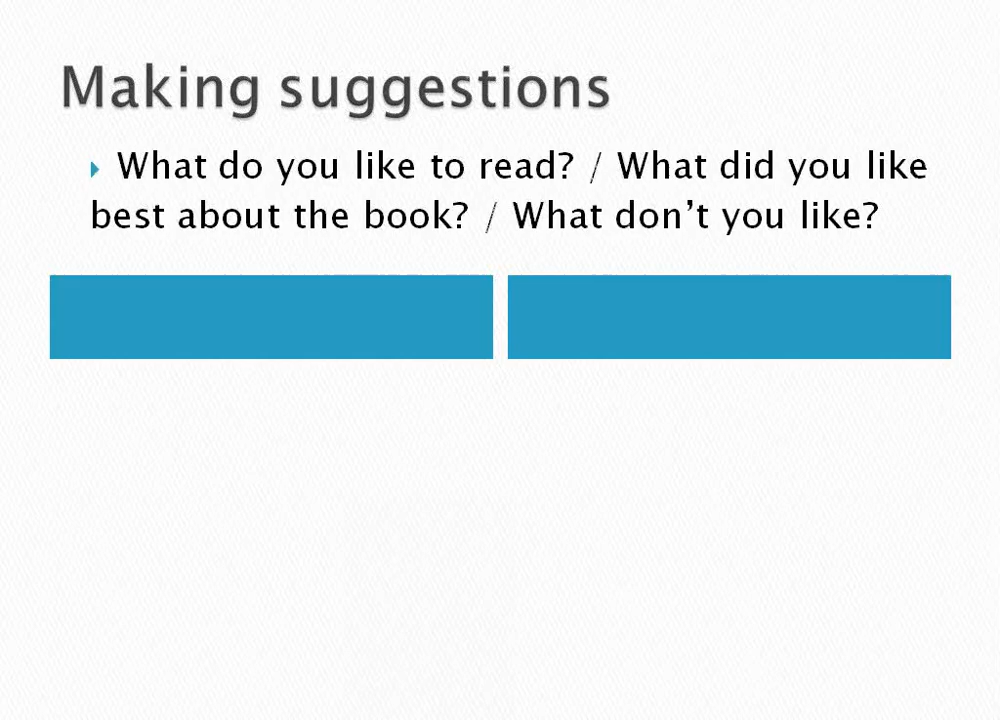 Making suggestions
What do you like to read? / What did you like
best about the book? / What don’t you like?